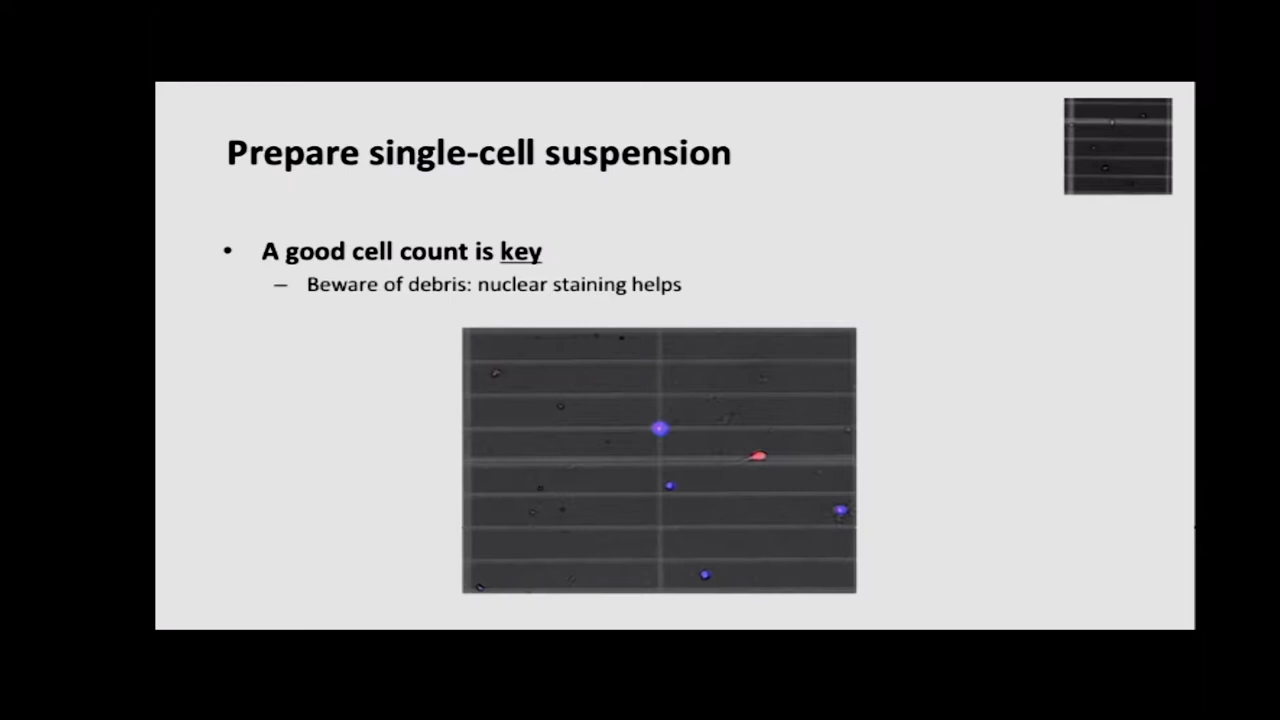 Prepare single-cell suspension
• A good cell count is key
– Beware of debris: nuclear staining helps